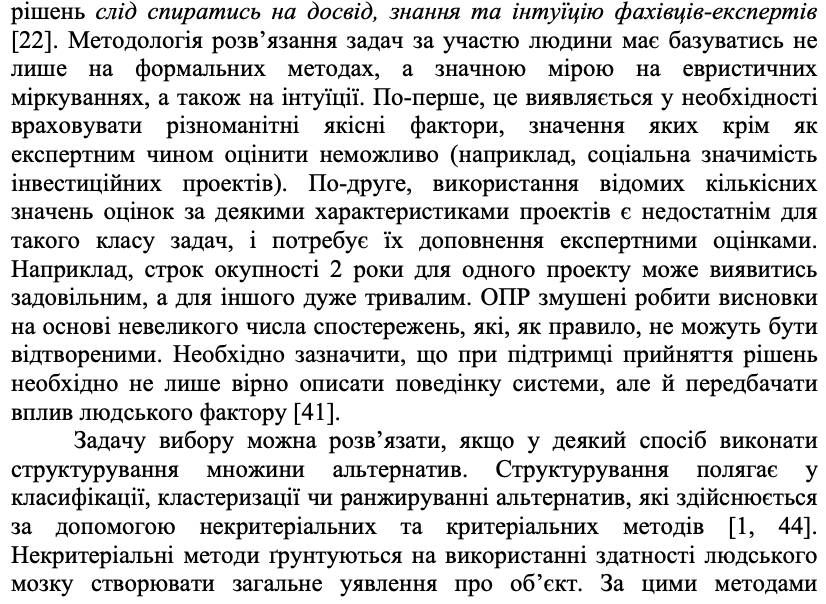 рішень слід спиратись на досвід, знання та інтуїцію фахівців-експертів
[22]. Методологія розв’язання задач за участю людини має базуватись не
лише на формальних методах, а значною мірою на евристичних
міркуваннях, а також на інтуїції. По-перше, це виявляється у необхідності
враховувати різноманітні якісні фактори, значення яких крім як
експертним чином оцінити неможливо (наприклад, соціальна значимість
інвестиційних проектів). По-друге, використання відомих кількісних
значень оцінок за деякими характеристиками проектів є недостатнім для
такого класу задач, і потребує їх доповнення експертними оцінками.
Наприклад, строк окупності 2 роки для одного проекту може виявитись
задовільним, а для іншого дуже тривалим. ОПР змушені робити висновки
на основі невеликого числа спостережень, які, як правило, не можуть бути
відтвореними. Необхідно зазначити, що при підтримці прийняття рішень
необхідно не лише вірно описати поведінку системи, але й передбачати
вплив людського фактору [41].
Задачу вибору можна розв’язати, якщо у деякий спосіб виконати
структурування множини альтернатив. Структурування полягає у
класифікації, кластеризації чи ранжируванні альтернатив, які здійснюється
за допомогою некритеріальних та критеріальних методів [1, 44].
Некритеріальні методи ґрунтуються на використанні здатності людського
мозку створювати загальне уявлення про об’єкт. За цими методами